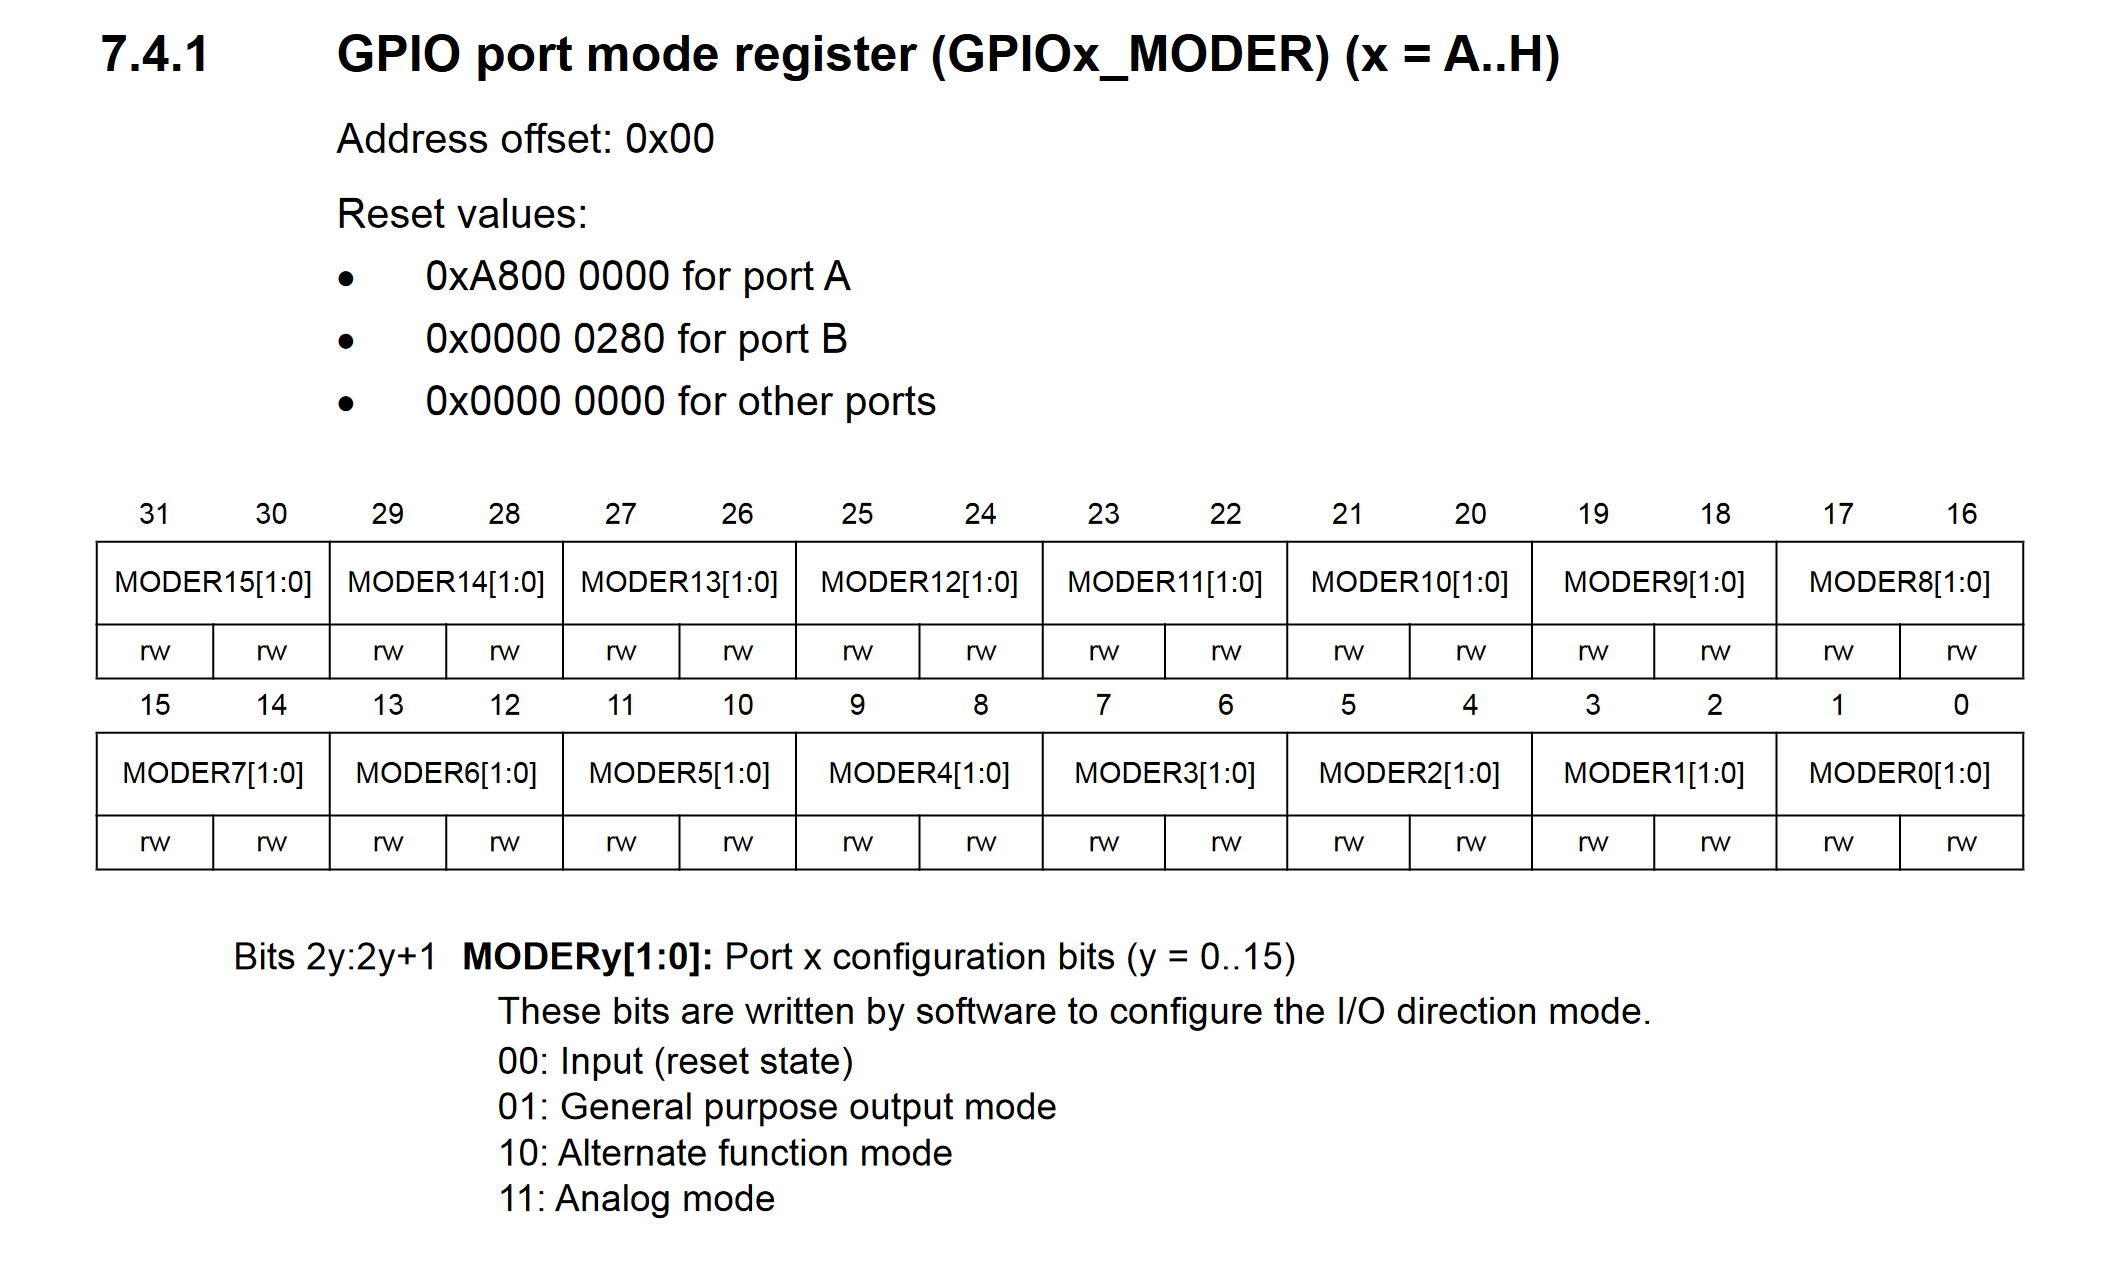 7.4.1 GPIO port mode register (GPIOx_MODER) (x = A..H)
Address offset: 0x00
Reset values:
• 0xA800 0000 for port A
• 0x0000 0280 for port B
• 0x0000 0000 for other ports
31 30 29 28 27 26 25 24 23 22 21 20 19 18 17 16
MODER15[1:0] MODER14[1:0] MODER13[1:0] MODER12[1:0] MODER11[1:0] MODER10[1:0] MODER9[1:0] MODER8[1:0]
rw rw rw rw rw rw rw rw rw rw rw rw rw rw rw rw
15 14 13 12 11 10 9 8 7 6 5 4 3 2 1 0
MODER7[1:0] MODER6[1:0] MODER5[1:0] MODER4[1:0] MODER3[1:0] MODER2[1:0] MODER1[1:0] MODER0[1:0]
rw rw rw rw rw rw rw rw rw rw rw rw rw rw rw rw
Bits 2y:2y+1 MODERy[1:0]: Port x configuration bits (y = 0..15)
These bits are written by software to configure the I/O direction mode.
00: Input (reset state)
01: General purpose output mode
10: Alternate function mode
11: Analog mode